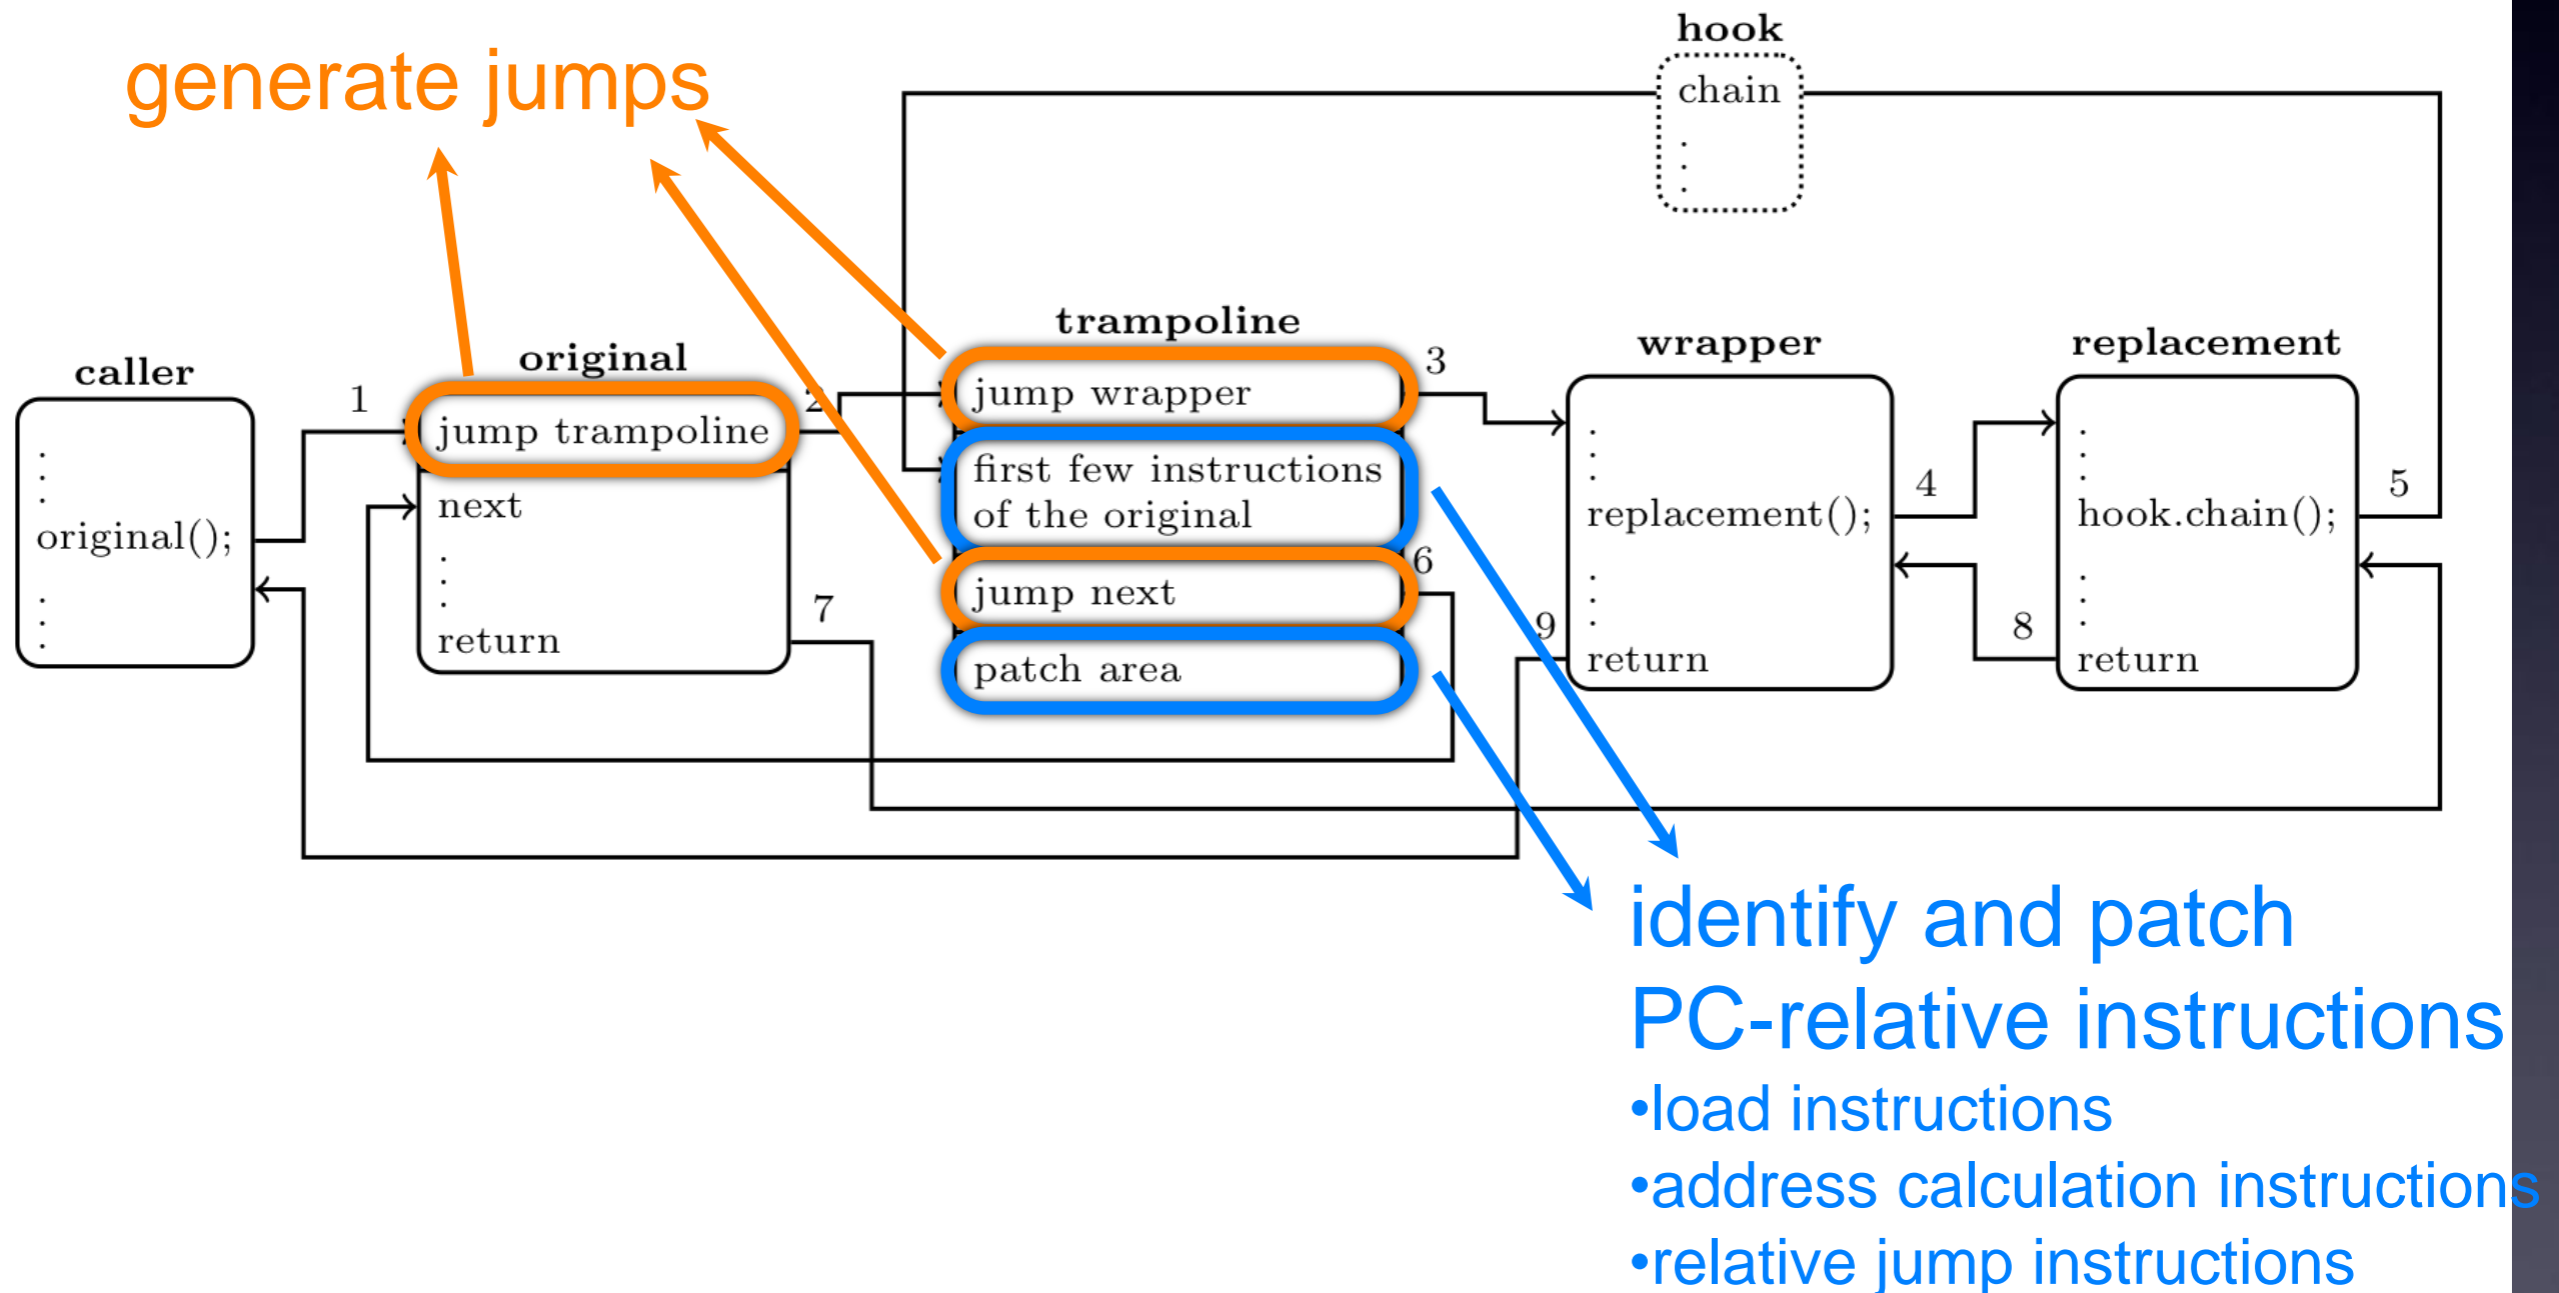 generate jumps
hook
chain
.
.
.
caller
.
.
.
original();
.
.
.
1
original
jump trampoline
next
.
.
.
return
2
7
trampoline
jump wrapper
first few instructions
of the original
jump next
patch area
3
6
wrapper
.
.
.
replacement();
.
.
.
return
9
4
8
replacement
.
.
.
hook.chain();
.
.
.
return
5
identify and patch
PC-relative instructions
•load instructions
•address calculation instructions
•relative jump instructions